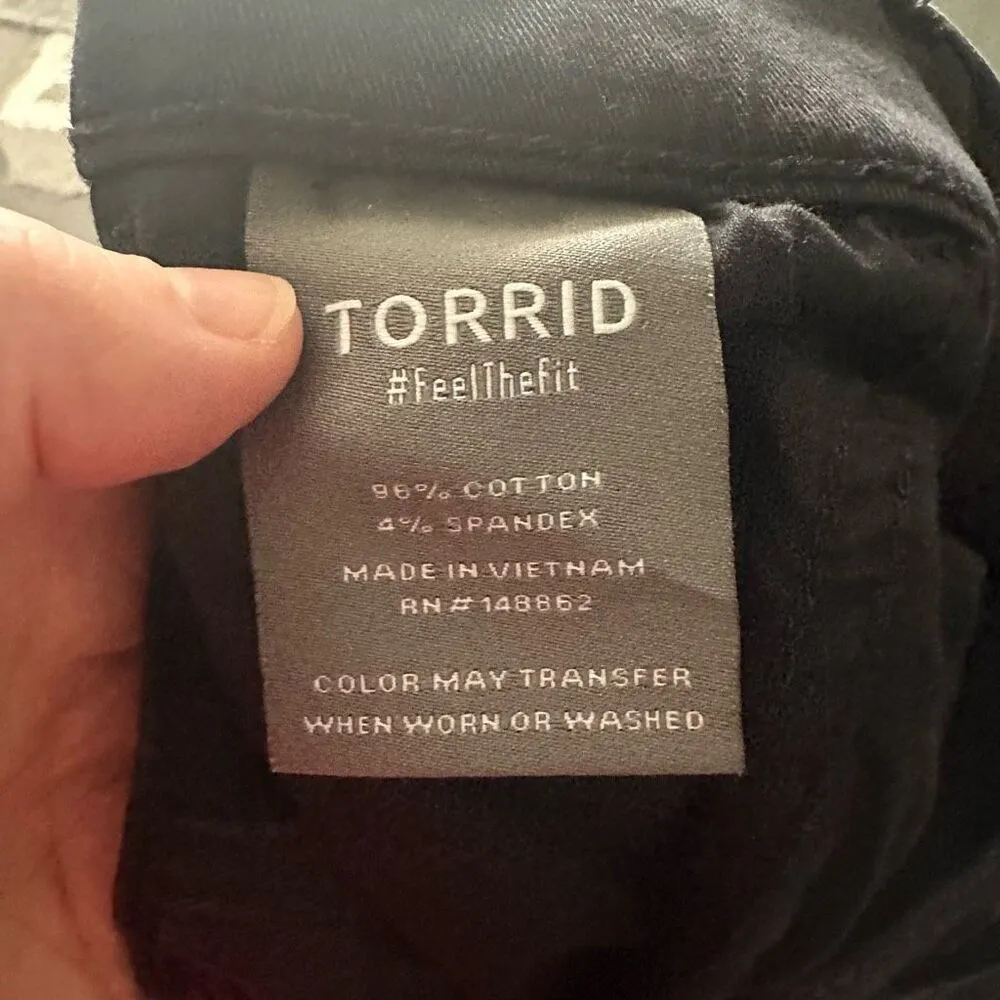 TORRID
#FeelTheFit
96% COTTON
4% SPANDEX
MADE IN VIETNAM
RN#148862
COLOR MAY TRANSFER
WHEN WORN OR WASHED